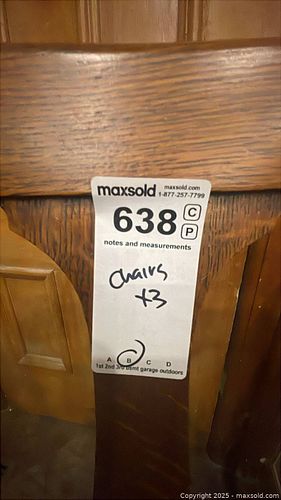 maxsold maxsold.com
1-877-257-7799
638 C
P
notes and measurements
chairs
x3
A B C D
1st 2nd 3rd bsmt garage outdoors
Copyright © 2025 - maxsold.com